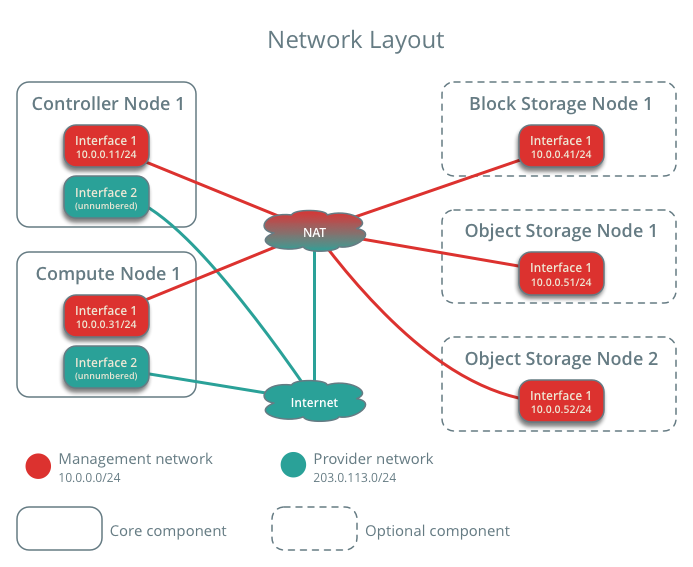 Network Layout
Controller Node 1
Interface 1
10.0.0.11/24
Interface 2
(unnumbered)
Compute Node 1
Interface 1
10.0.0.31/24
Interface 2
(unnumbered)
NAT
Internet
Block Storage Node 1
Interface 1
10.0.0.41/24
Object Storage Node 1
Interface 1
10.0.0.51/24
Object Storage Node 2
Interface 1
10.0.0.52/24
Management network
10.0.0.0/24
Provider network
203.0.113.0/24
Core component
Optional component